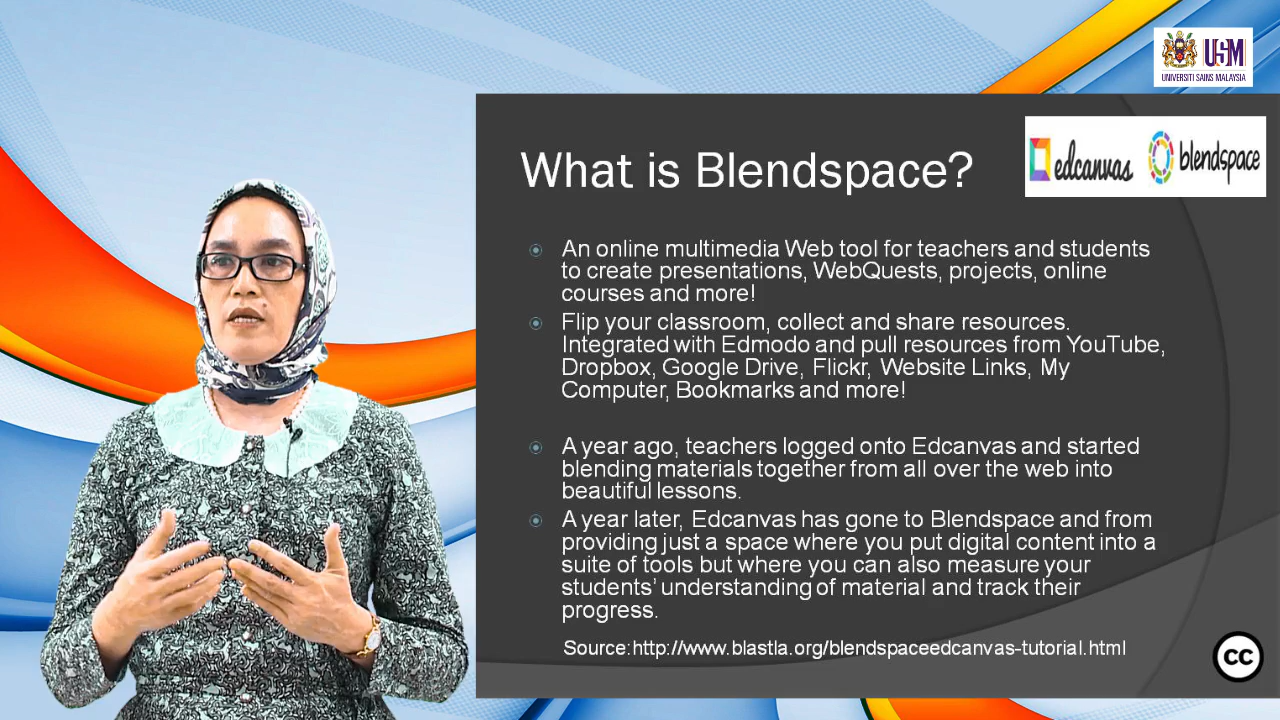 USM
UNIVERSITI SAINS MALAYSIA
What is Blendspace?
edcanvas
blendspace
An online multimedia Web tool for teachers and students
to create presentations, WebQuests, projects, online
courses and more!
Flip your classroom, collect and share resources.
Integrated with Edmodo and pull resources from YouTube,
Dropbox, Google Drive, Flickr, Website Links, My
Computer, Bookmarks and more!
A year ago, teachers logged onto Edcanvas and started
blending materials together from all over the web into
beautiful lessons.
A year later, Edcanvas has gone to Blendspace and from
providing just a space where you put digital content into a
suite of tools but where you can also measure your
students’ understanding of material and track their
progress.
Source:http://www.blastla.org/blendspaceedcanvas-tutorial.html
cc